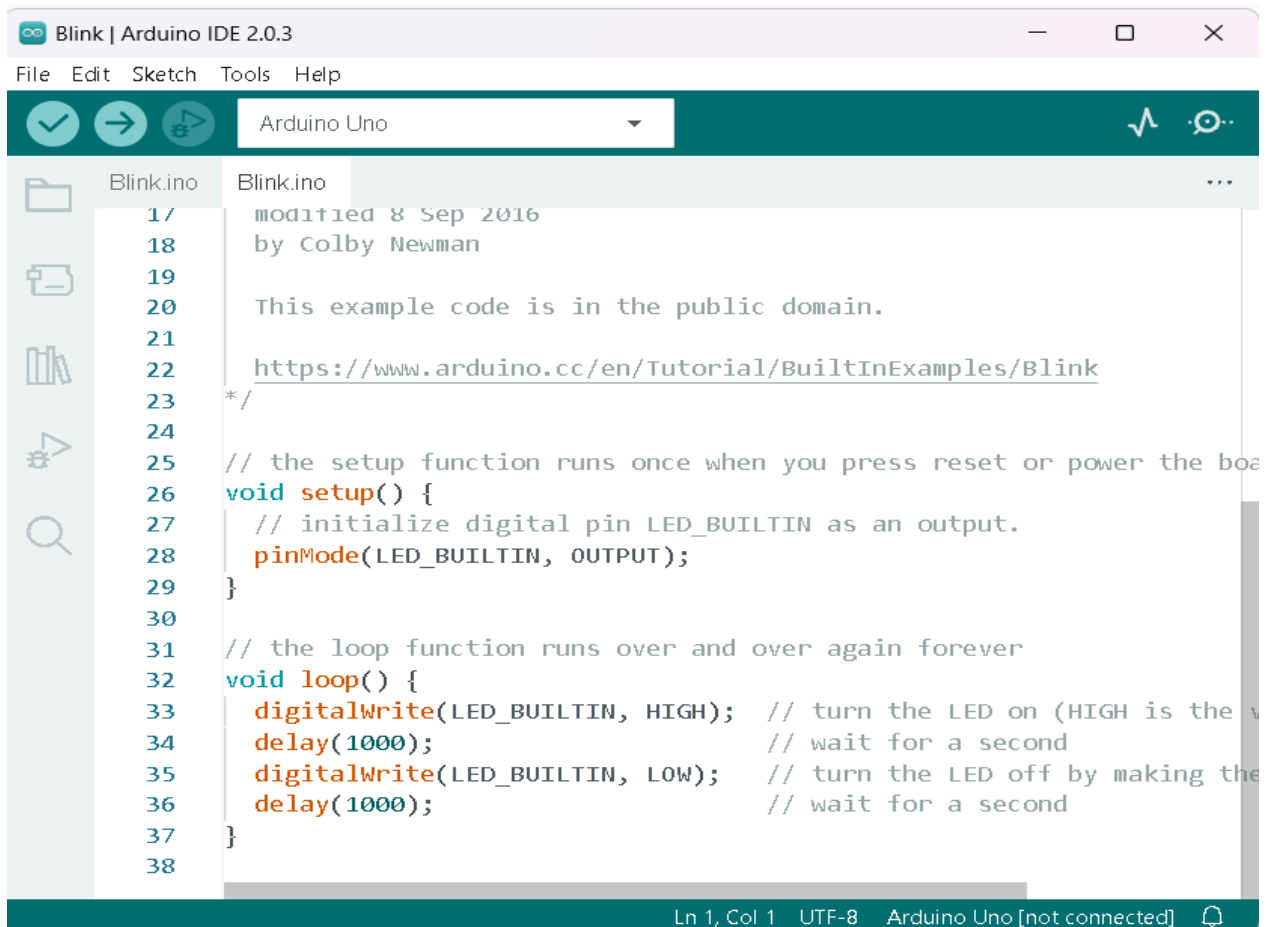 Blink | Arduino IDE 2.0.3
File Edit Sketch Tools Help
Arduino Uno
Blink.ino Blink.ino ...
17   modified 8 Sep 2016
18   by Colby Newman
19
20   This example code is in the public domain.
21
22   https://www.arduino.cc/en/Tutorial/BuiltInExamples/Blink
23 */
24
25 // the setup function runs once when you press reset or power the boa
26 void setup() {
27   // initialize digital pin LED_BUILTIN as an output.
28   pinMode(LED_BUILTIN, OUTPUT);
29 }
30
31 // the loop function runs over and over again forever
32 void loop() {
33   digitalWrite(LED_BUILTIN, HIGH);  // turn the LED on (HIGH is the v
34   delay(1000);                      // wait for a second
35   digitalWrite(LED_BUILTIN, LOW);   // turn the LED off by making the
36   delay(1000);                      // wait for a second
37 }
38
Ln 1, Col 1 UTF-8 Arduino Uno [not connected]